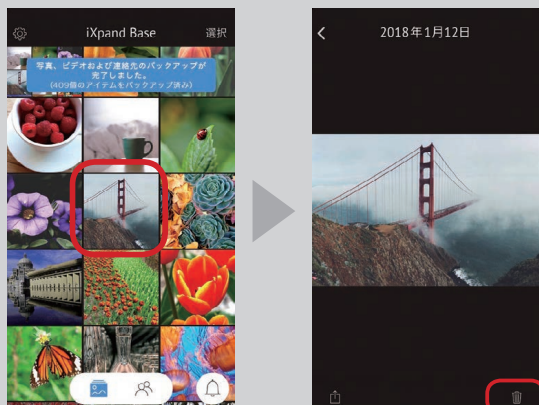 iXpand Base
選択
写真、ビデオおよび連絡先のバックアップが
完了しました。
(409個のアイテムをバックアップ済み)
2018年1月12日